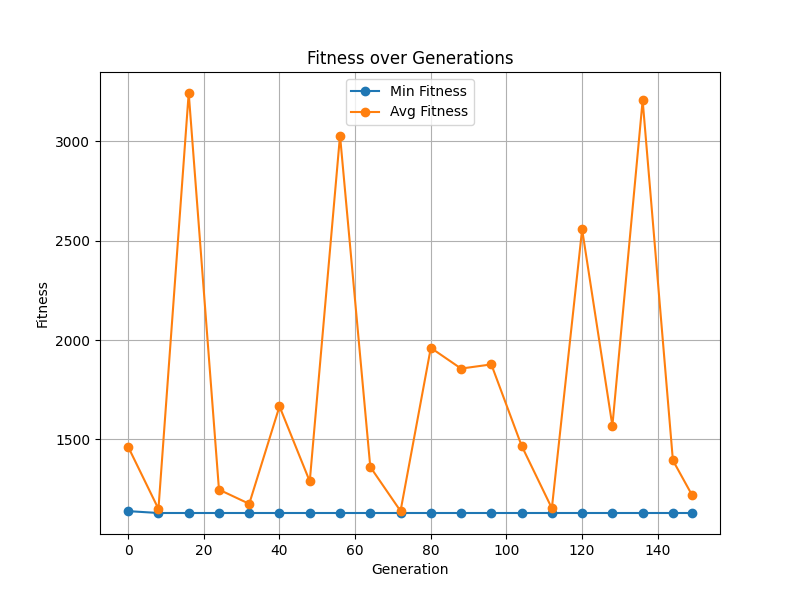 Fitness over Generations
Min Fitness
Avg Fitness
3000
2500
2000
1500
Fitness
0 20 40 60 80 100 120 140
Generation